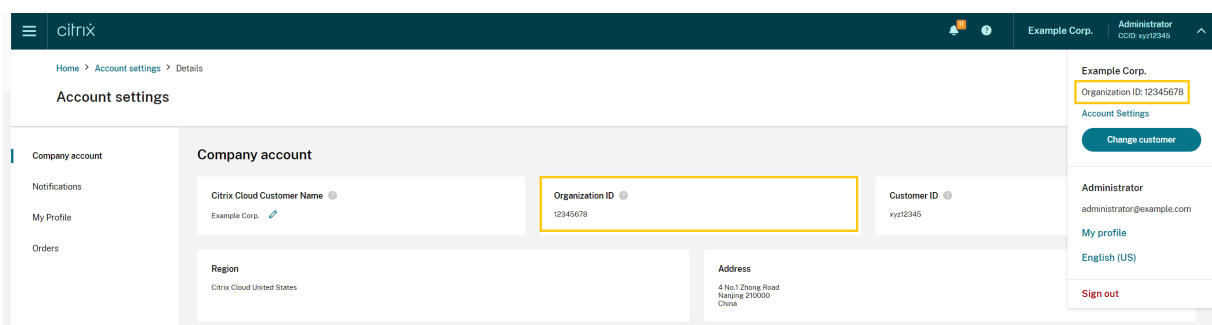 citrix
11
?
Example Corp.
Administrator
CCID: xyz12345
Home > Account settings > Details
Account settings
Example Corp.
Organization ID: 12345678
Account Settings
Change customer
Administrator
administrator@example.com
My profile
English (US)
Sign out
Company account
Notifications
My Profile
Orders
Company account
Citrix Cloud Customer Name ?
Example Corp.
Organization ID ?
12345678
Customer ID ?
xyz12345
Region
Citrix Cloud United States
Address
4 No.1 Zhong Road
Nanjing 210000
China